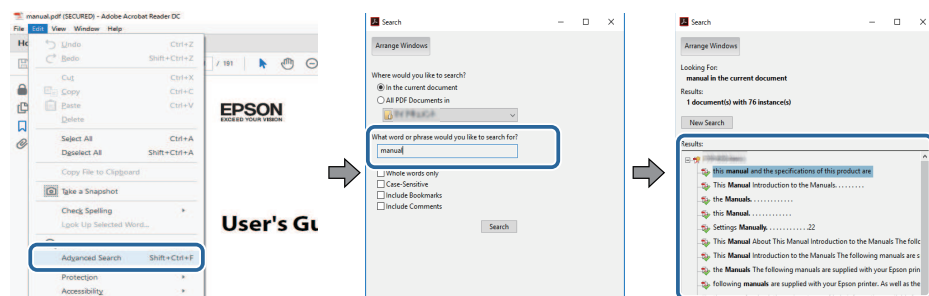 manual.pdf (SECURED) - Adobe Acrobat Reader DC
File Edit View Window Help
Undo Ctrl+Z
Redo Shift+Ctrl+Z
Cut Ctrl+X
Copy Ctrl+C
Paste Ctrl+V
Delete
Select All Ctrl+A
Deselect All Shift+Ctrl+A
Copy File to Clipboard
Take a Snapshot
Check Spelling
Look Up Selected Word...
Advanced Search Shift+Ctrl+F
Protection
Accessibility
/ 191
EPSON
EXCEED YOUR VISION
User's Gu
Search
Arrange Windows
Where would you like to search?
In the current document
All PDF Documents in
What word or phrase would you like to search for?
manual
Whole words only
Case-Sensitive
Include Bookmarks
Include Comments
Search
Search
Arrange Windows
Looking For:
manual in the current document
Results:
1 document(s) with 76 instance(s)
New Search
Results:
this manual and the specifications of this product are
This Manual Introduction to the Manuals. . . . . . . . .
the Manuals. . . . . . . . . . . . .
this Manual. . . . . . . . . . . . .
Settings Manually. . . . . . . . . . . . .22
This Manual About This Manual Introduction to the Manuals The follc
This Manual Introduction to the Manuals The following manuals are s
the Manuals The following manuals are supplied with your Epson prin
following manuals are supplied with your Epson printer. As well as the